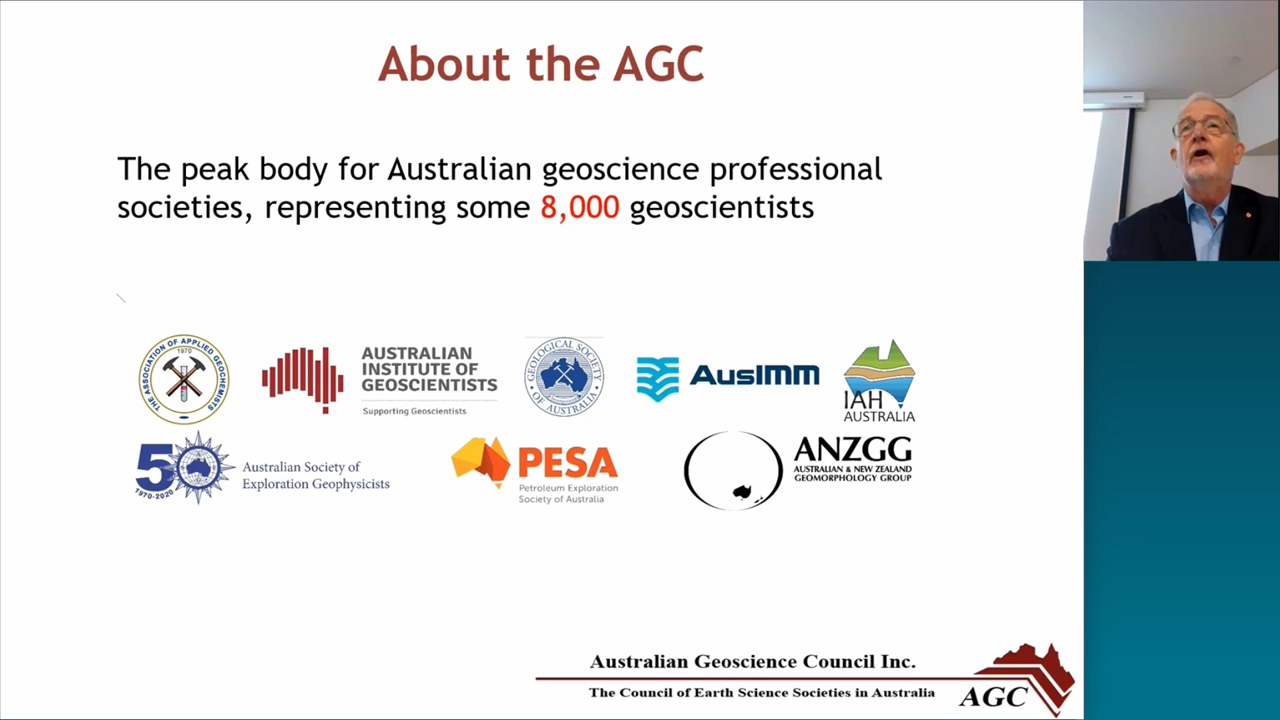 About the AGC
The peak body for Australian geoscience professional
societies, representing some 8,000 geoscientists
THE ASSOCIATION OF APPLIED GEOCHEMISTS
1970
AUSTRALIAN
INSTITUTE OF
GEOSCIENTISTS
Supporting Geoscientists
GEOLOGICAL SOCIETY
OF AUSTRALIA
AusIMM
IAH
AUSTRALIA
50
1970-2020
Australian Society of
Exploration Geophysicists
PESA
Petroleum Exploration
Society of Australia
ANZGG
AUSTRALIAN & NEW ZEALAND
GEOMORPHOLOGY GROUP
Australian Geoscience Council Inc.
The Council of Earth Science Societies in Australia
AGC